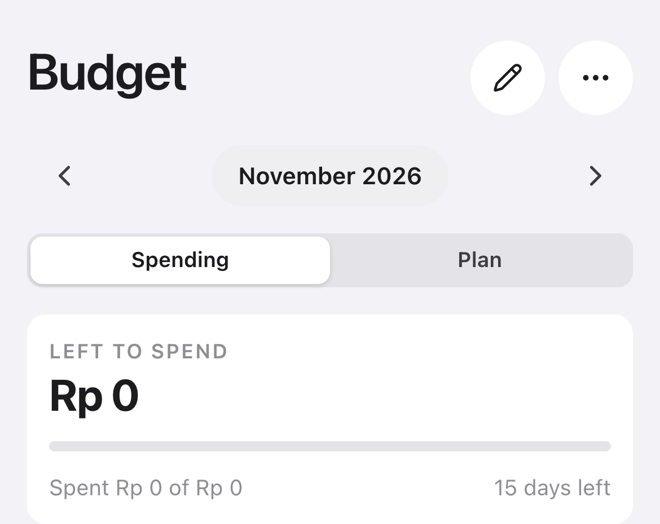 Budget
November 2026
Spending
Plan
LEFT TO SPEND
Rp 0
Spent Rp 0 of Rp 0
15 days left